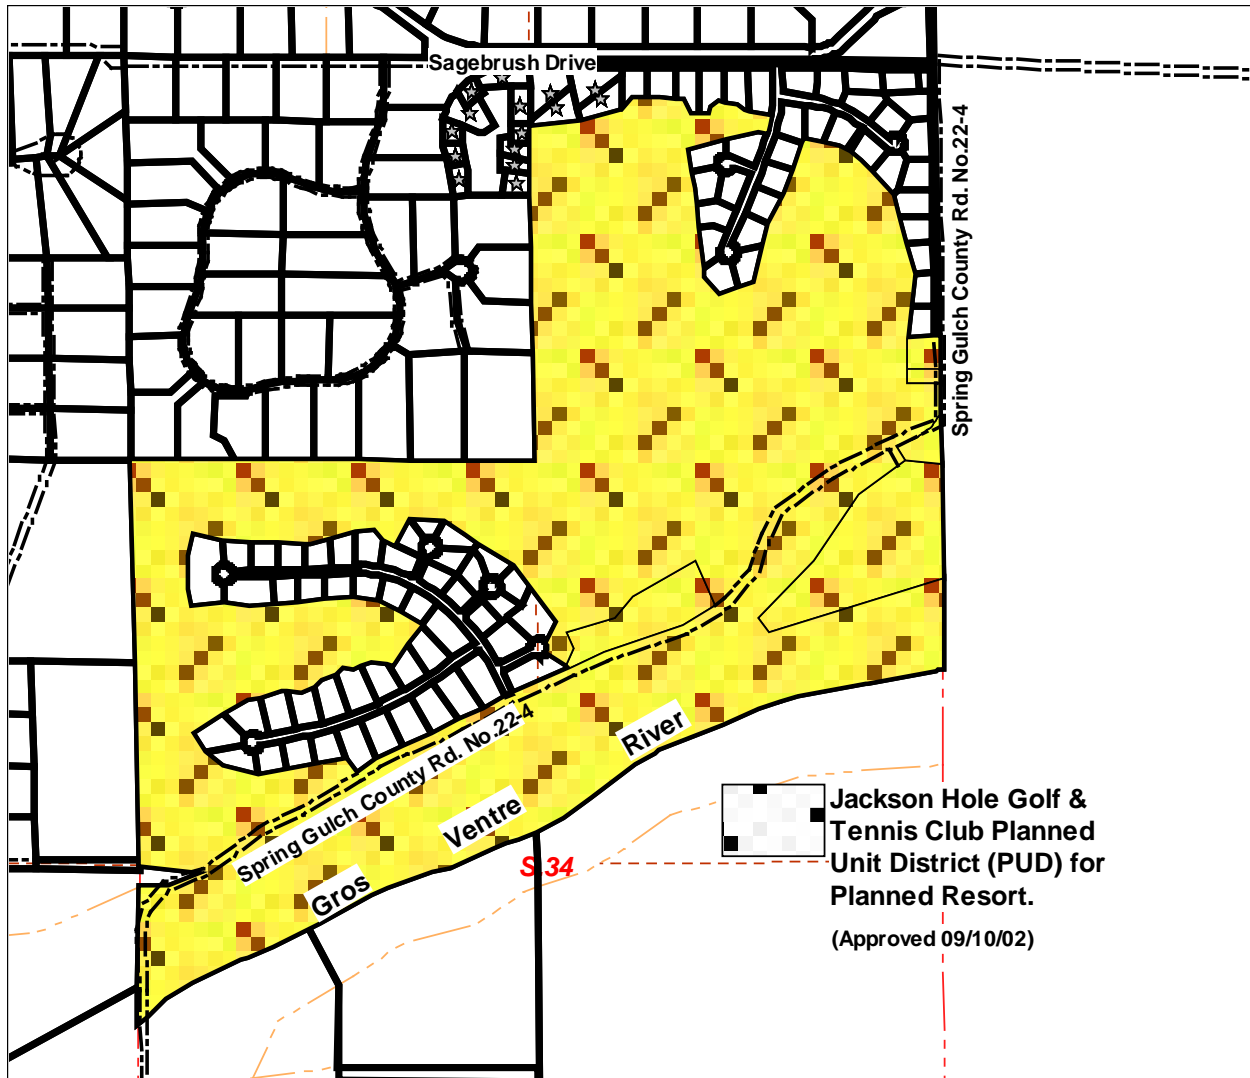 Sagebrush Drive
Spring Gulch County Rd. No.22-4
Spring Gulch County Rd. No.22-4
River
Ventre
Gros
S.34
Jackson Hole Golf &
Tennis Club Planned
Unit District (PUD) for
Planned Resort.
(Approved 09/10/02)